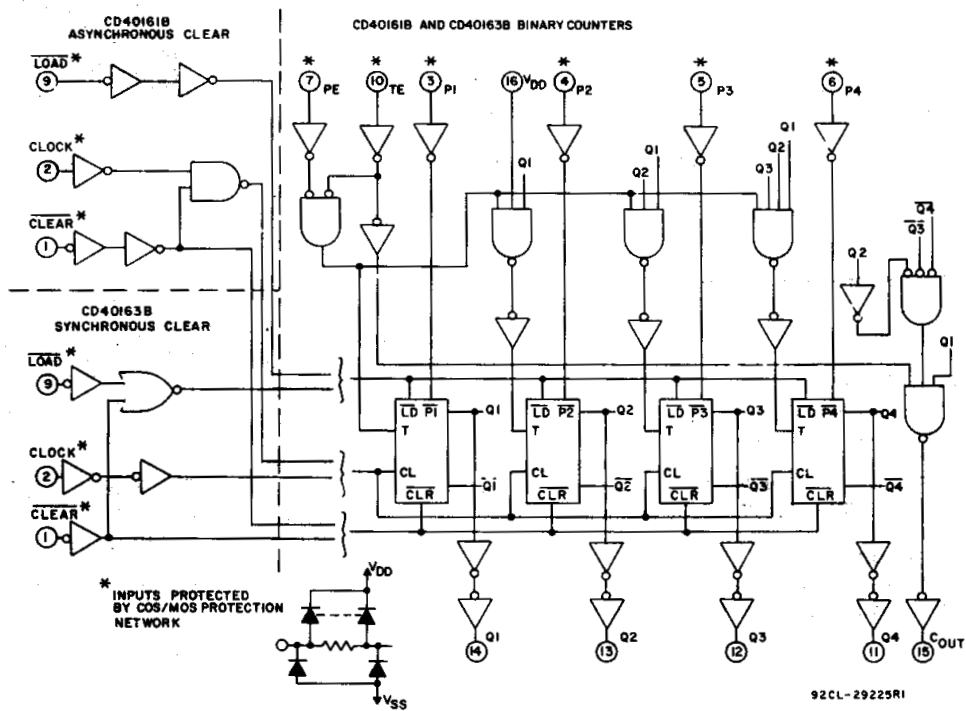 CD40161B
ASYNCHRONOUS CLEAR
CD40161B AND CD40163B BINARY COUNTERS
LOAD *
9
CLOCK *
2
CLEAR *
1
* 7 PE
* 10 TE
* 3 P1
16 VDD
* 4 P2
* 5 P3
* 6 P4
Q1
Q2 Q1
Q3 Q2 Q1
Q2
Q3 Q4
Q1
CD40163B
SYNCHRONOUS CLEAR
LOAD *
9
CLOCK *
2
CLEAR *
1
LD P1
T
CL
CLR
Q1
Q1
LD P2
T
CL
CLR
Q2
Q2
LD P3
T
CL
CLR
Q3
Q3
LD P4
T
CL
CLR
Q4
Q4
* INPUTS PROTECTED
BY COS/MOS PROTECTION
NETWORK
VDD
VSS
14 Q1
13 Q2
12 Q3
11 Q4
15 COUT
92CL-29225R1